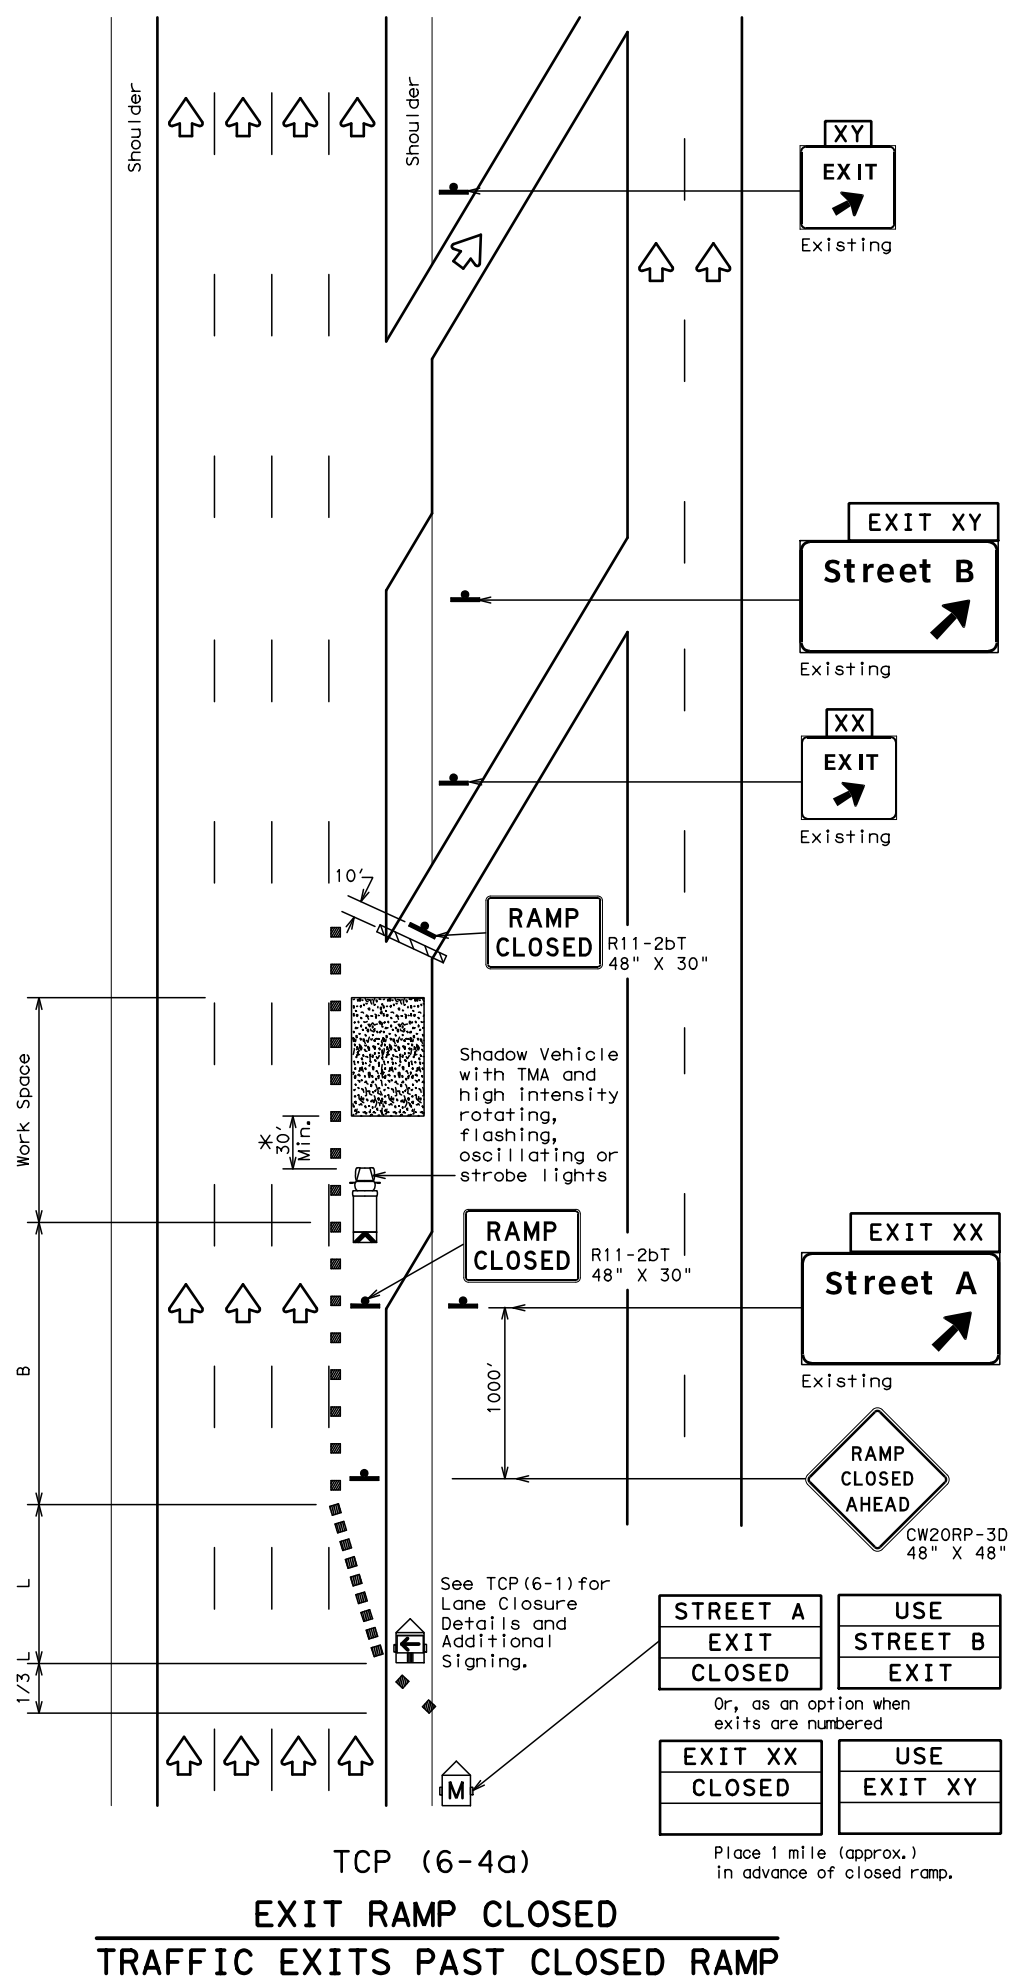 Shoulder
Shoulder
XY
EXIT
Existing
EXIT XY
Street B
Existing
XX
EXIT
Existing
10'
RAMP
CLOSED
R11-2bT
48" X 30"
Work Space
*
30'
Min.
Shadow Vehicle
with TMA and
high intensity
rotating,
flashing,
oscillating or
strobe lights
RAMP
CLOSED
R11-2bT
48" X 30"
EXIT XX
Street A
Existing
B
1000'
RAMP
CLOSED
AHEAD
CW20RP-3D
48" X 48"
L
1/3 L
See TCP(6-1)for
Lane Closure
Details and
Additional
Signing.
STREET A
EXIT
CLOSED
USE
STREET B
EXIT
Or, as an option when
exits are numbered
EXIT XX
CLOSED
USE
EXIT XY
M
Place 1 mile (approx.)
in advance of closed ramp.
TCP (6-4a)
EXIT RAMP CLOSED
TRAFFIC EXITS PAST CLOSED RAMP